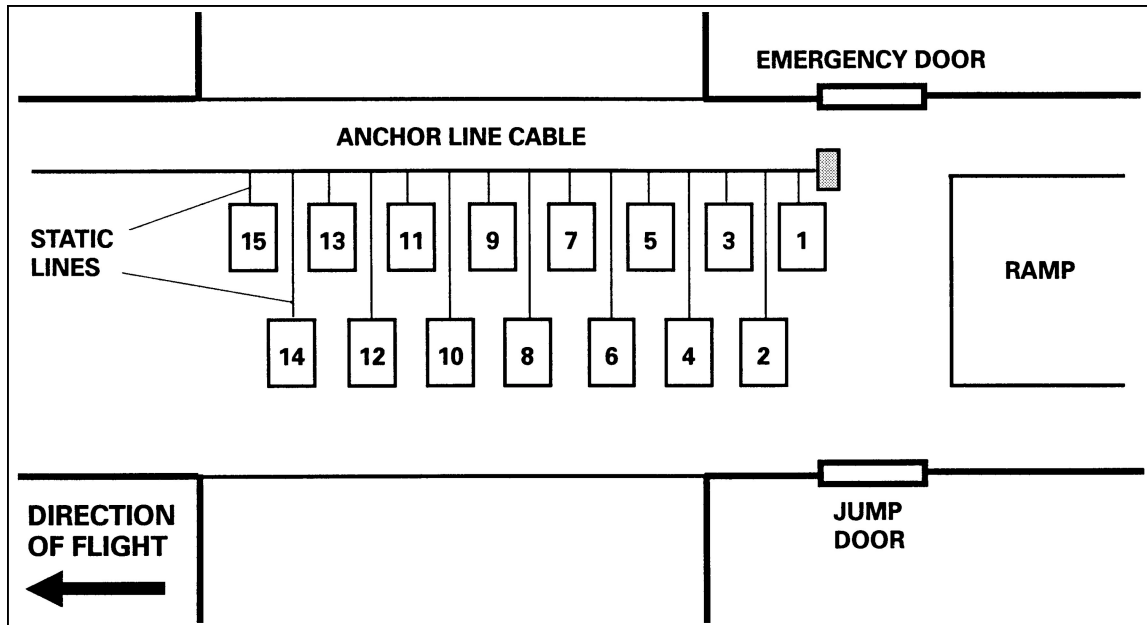 EMERGENCY DOOR
ANCHOR LINE CABLE
STATIC
LINES
15 13 11 9 7 5 3 1
RAMP
14 12 10 8 6 4 2
DIRECTION
OF FLIGHT
JUMP
DOOR